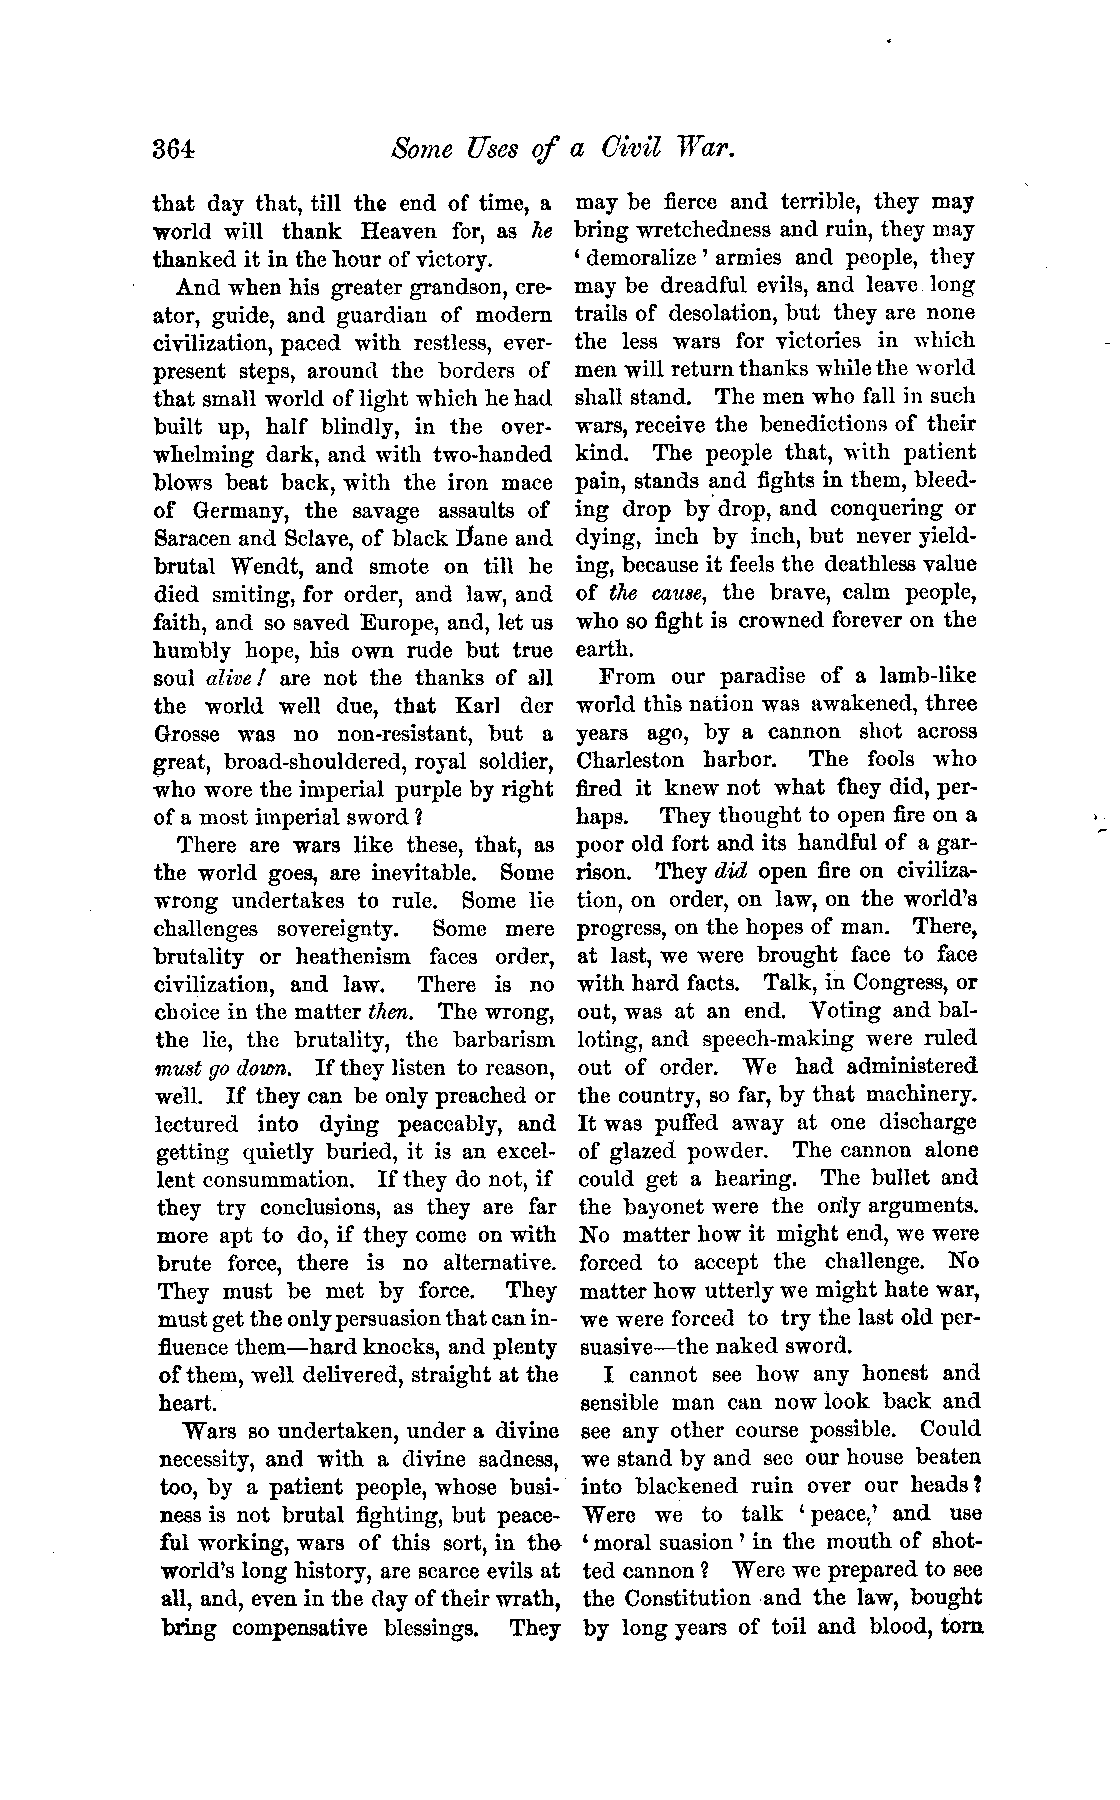 364 Some Uses of a Civil War.
that day that, till the end of time, a
world will thank Heaven for, as he
thanked it in the hour of victory.
And when his greater grandson, cre-
ator, guide, and guardian of modern
civilization, paced with restless, ever-
present steps, around the borders of
that small world of light which he had
built up, half blindly, in the over-
whelming dark, and with two-handed
blows beat back, with the iron mace
of Germany, the savage assaults of
Saracen and Sclave, of black Dane and
brutal Wendt, and smote on till he
died smiting, for order, and law, and
faith, and so saved Europe, and, let us
humbly hope, his own rude but true
soul alive! are not the thanks of all
the world well due, that Karl der
Grosse was no non-resistant, but a
great, broad-shouldered, royal soldier,
who wore the imperial purple by right
of a most imperial sword?
There are wars like these, that, as
the world goes, are inevitable. Some
wrong undertakes to rule. Some lie
challenges sovereignty. Some mere
brutality or heathenism faces order,
civilization, and law. There is no
choice in the matter then. The wrong,
the lie, the brutality, the barbarism
must go down. If they listen to reason,
well. If they can be only preached or
lectured into dying peaceably, and
getting quietly buried, it is an excel-
lent consummation. If they do not, if
they try conclusions, as they are far
more apt to do, if they come on with
brute force, there is no alternative.
They must be met by force. They
must get the only persuasion that can in-
fluence them—hard knocks, and plenty
of them, well delivered, straight at the
heart.
Wars so undertaken, under a divine
necessity, and with a divine sadness,
too, by a patient people, whose busi-
ness is not brutal fighting, but peace-
ful working, wars of this sort, in the
world's long history, are scarce evils at
all, and, even in the day of their wrath,
bring compensative blessings. They
may be fierce and terrible, they may
bring wretchedness and ruin, they may
'demoralize' armies and people, they
may be dreadful evils, and leave long
trails of desolation, but they are none
the less wars for victories in which
men will return thanks while the world
shall stand. The men who fall in such
wars, receive the benedictions of their
kind. The people that, with patient
pain, stands and fights in them, bleed-
ing drop by drop, and conquering or
dying, inch by inch, but never yield-
ing, because it feels the deathless value
of the cause, the brave, calm people,
who so fight is crowned forever on the
earth.
From our paradise of a lamb-like
world this nation was awakened, three
years ago, by a cannon shot across
Charleston harbor. The fools who
fired it knew not what they did, per-
haps. They thought to open fire on a
poor old fort and its handful of a gar-
rison. They did open fire on civiliza-
tion, on order, on law, on the world's
progress, on the hopes of man. There,
at last, we were brought face to face
with hard facts. Talk, in Congress, or
out, was at an end. Voting and bal-
loting, and speech-making were ruled
out of order. We had administered
the country, so far, by that machinery.
It was puffed away at one discharge
of glazed powder. The cannon alone
could get a hearing. The bullet and
the bayonet were the only arguments.
No matter how it might end, we were
forced to accept the challenge. No
matter how utterly we might hate war,
we were forced to try the last old per-
suasive—the naked sword.
I cannot see how any honest and
sensible man can now look back and
see any other course possible. Could
we stand by and see our house beaten
into blackened ruin over our heads?
Were we to talk 'peace,' and use
'moral suasion' in the mouth of shot-
ted cannon? Were we prepared to see
the Constitution and the law, bought
by long years of toil and blood, torn